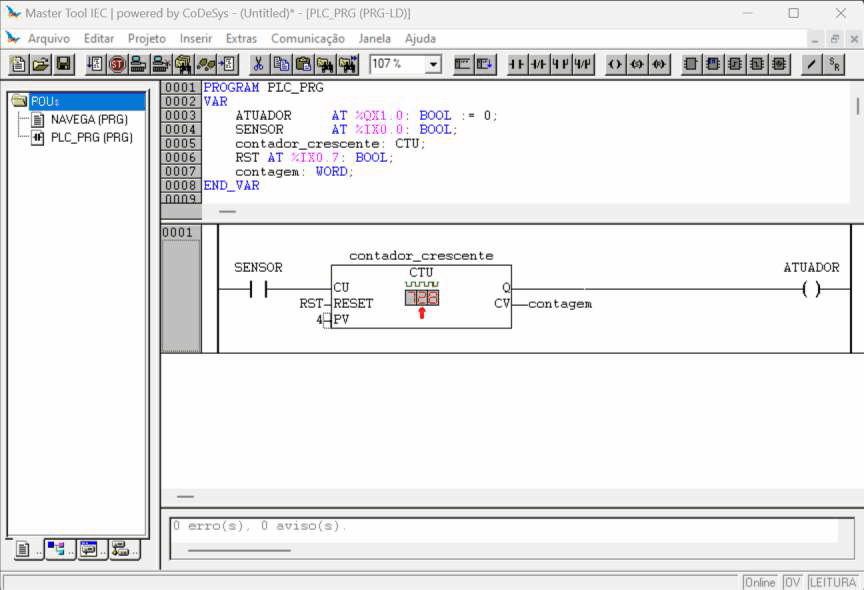 Master Tool IEC | powered by CoDeSys - (Untitled)* - [PLC_PRG (PRG-LD)]
Arquivo Editar Projeto Inserir Extras Comunicação Janela Ajuda
107 %
POUs
NAVEGA (PRG)
PLC_PRG (PRG)
0001 PROGRAM PLC_PRG
0002 VAR
0003 ATUADOR AT %QX1.0: BOOL := 0;
0004 SENSOR AT %IX0.0: BOOL;
0005 contador_crescente: CTU;
0006 RST AT %IX0.7: BOOL;
0007 contagem: WORD;
0008 END_VAR
0009
0001
contador_crescente
SENSOR CTU ATUADOR
CU Q
RST RESET CV contagem
4 PV
0 erro(s), 0 aviso(s).
Online OV LEITURA